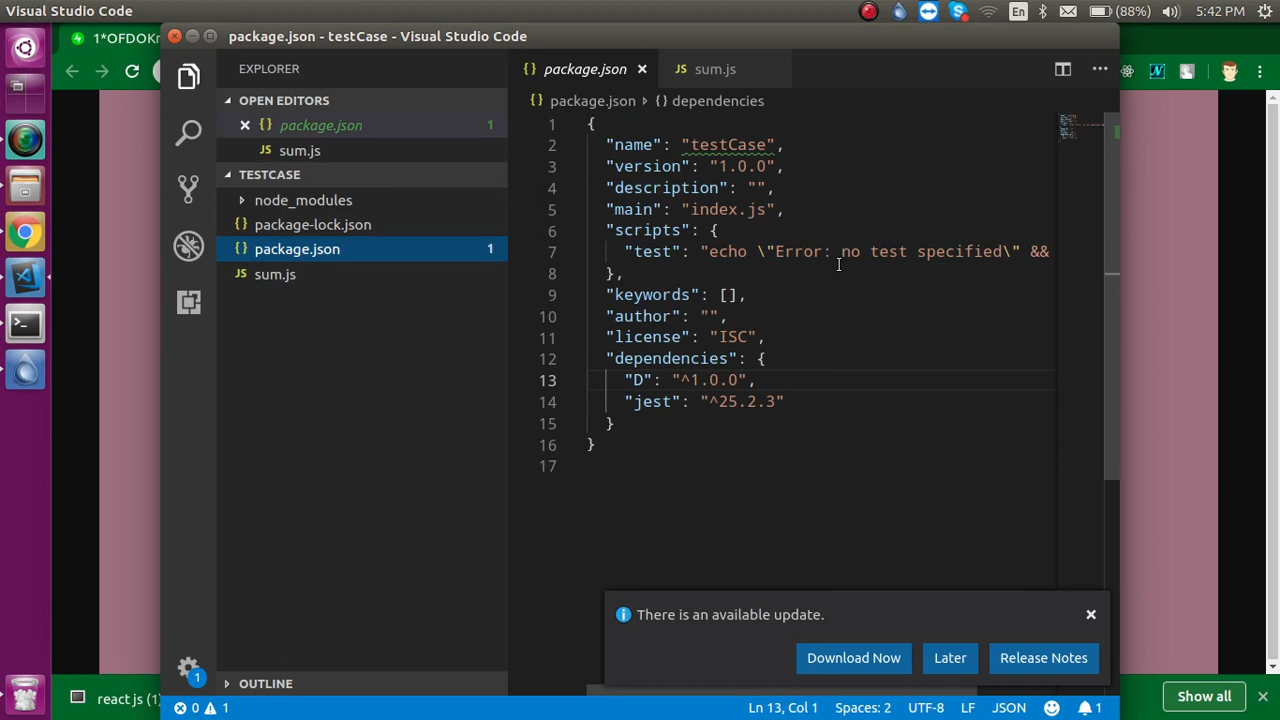 Visual Studio Code
En
(88%)
5:42 PM
1*OFDOKr
package.json - testCase - Visual Studio Code
EXPLORER
OPEN EDITORS
package.json 1
sum.js
TESTCASE
node_modules
package-lock.json
package.json 1
sum.js
OUTLINE
package.json
sum.js
package.json
{} dependencies
1 {
2 "name": "testCase",
3 "version": "1.0.0",
4 "description": "",
5 "main": "index.js",
6 "scripts": {
7 "test": "echo \"Error: no test specified\" &&
8 },
9 "keywords": [],
10 "author": "",
11 "license": "ISC",
12 "dependencies": {
13 "D": "^1.0.0",
14 "jest": "^25.2.3"
15 }
16 }
17
There is an available update.
Download Now
Later
Release Notes
1
0 1
Ln 13, Col 1
Spaces: 2
UTF-8
LF
JSON
1
react js (1)
Show all